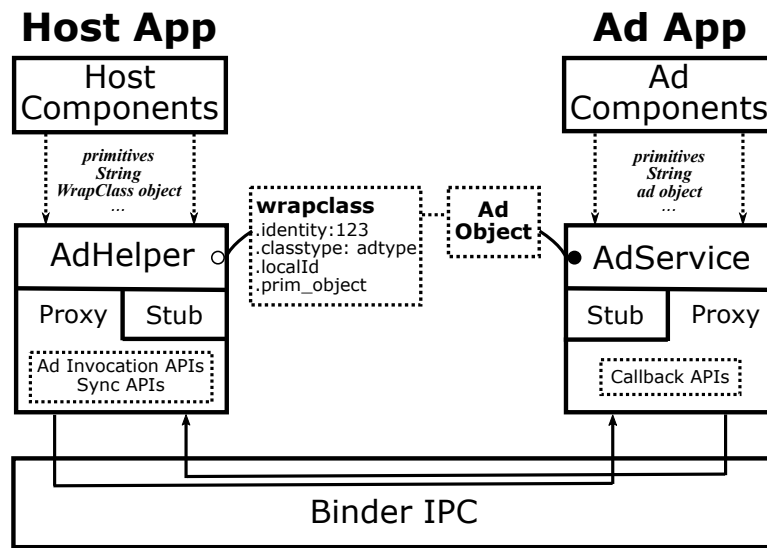 Host App
Ad App
Host
Components
Ad
Components
primitives
String
WrapClass object
...
primitives
String
ad object
...
wrapclass
.identity:123
.classtype: adtype
.localId
.prim_object
Ad
Object
AdHelper
AdService
Proxy
Stub
Stub
Proxy
Ad Invocation APIs
Sync APIs
Callback APIs
Binder IPC